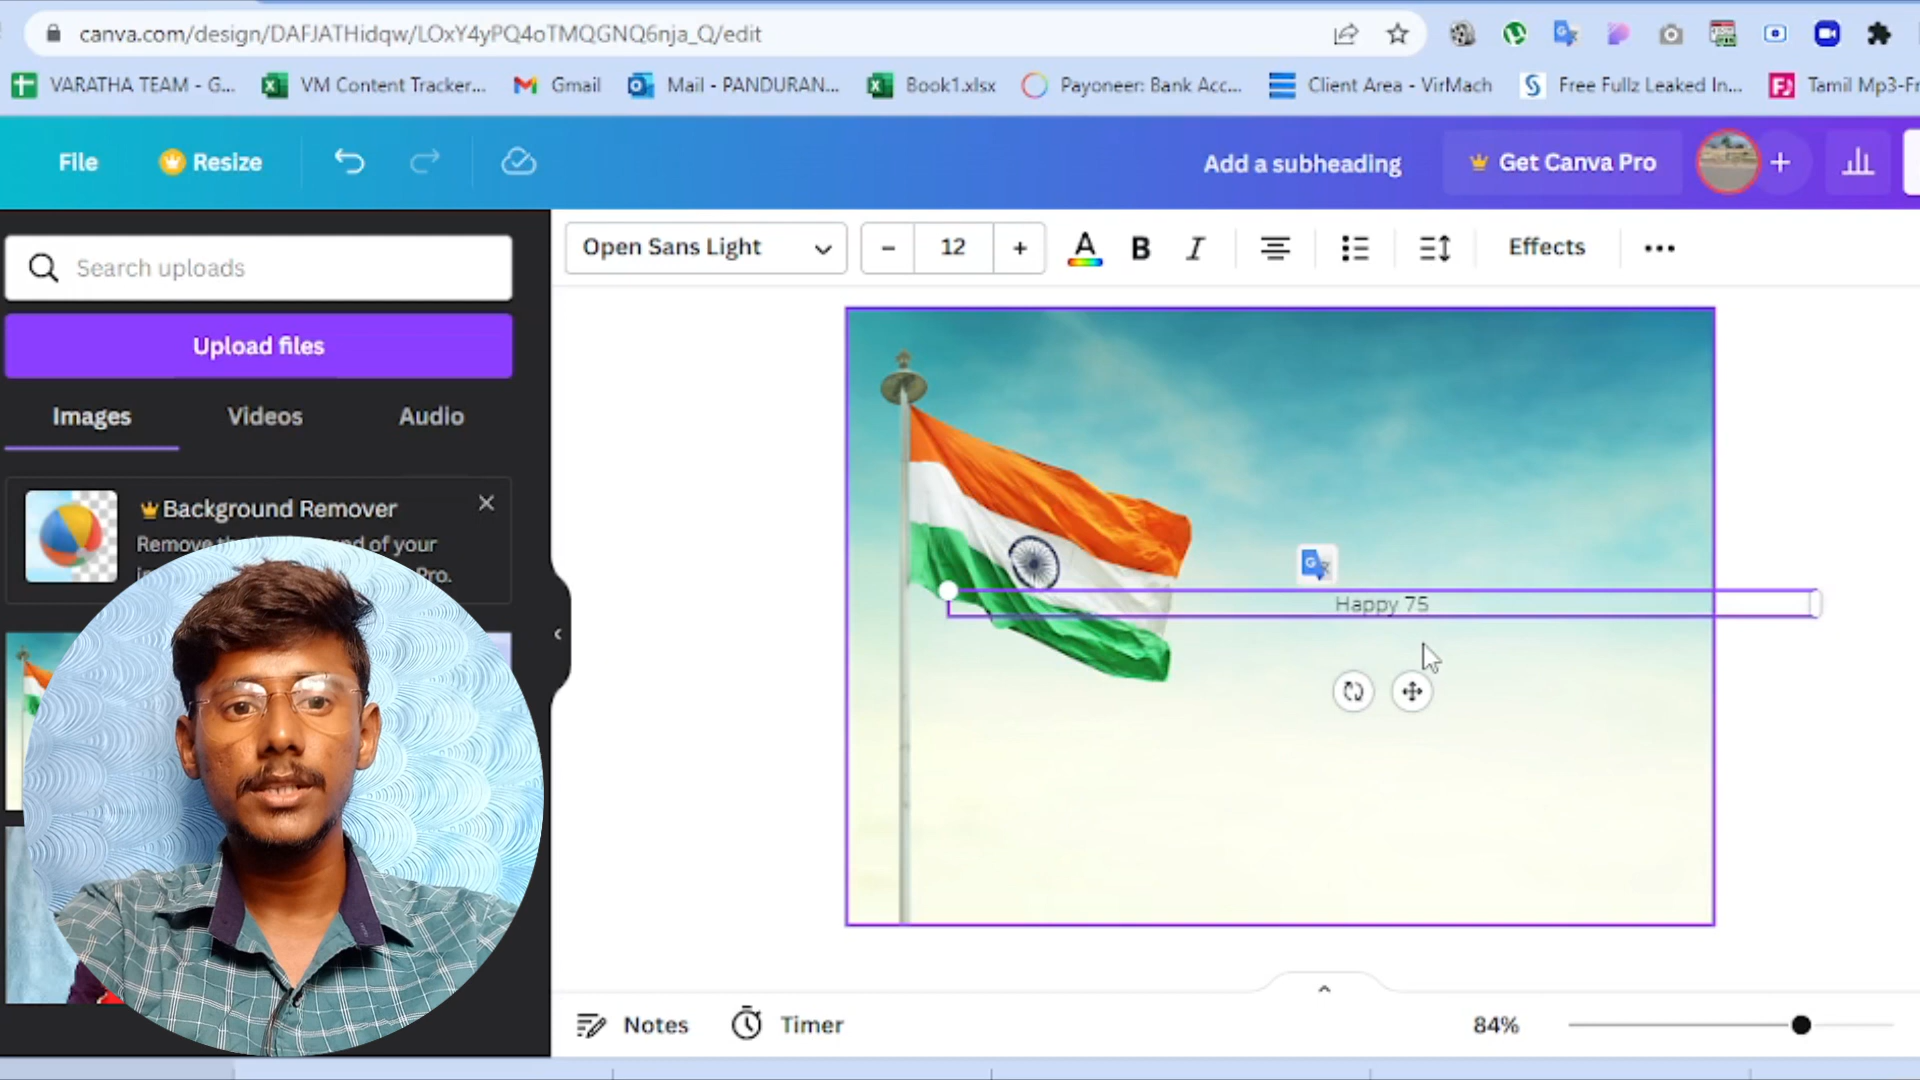 canva.com/design/DAFJATHidqw/LOxY4yPQ4oTMQGNQ6nja_Q/edit
VARATHA TEAM - G... VM Content Tracker... Gmail Mail - PANDURAN... Book1.xlsx Payoneer: Bank Acc... Client Area - VirMach Free Fullz Leaked In... Tamil Mp3-Fr
File Resize Add a subheading Get Canva Pro
Search uploads Open Sans Light 12 A B I Effects
Upload files
Images Videos Audio
Background Remover
Remove of your
Pro.
Happy 75
Notes Timer 84%